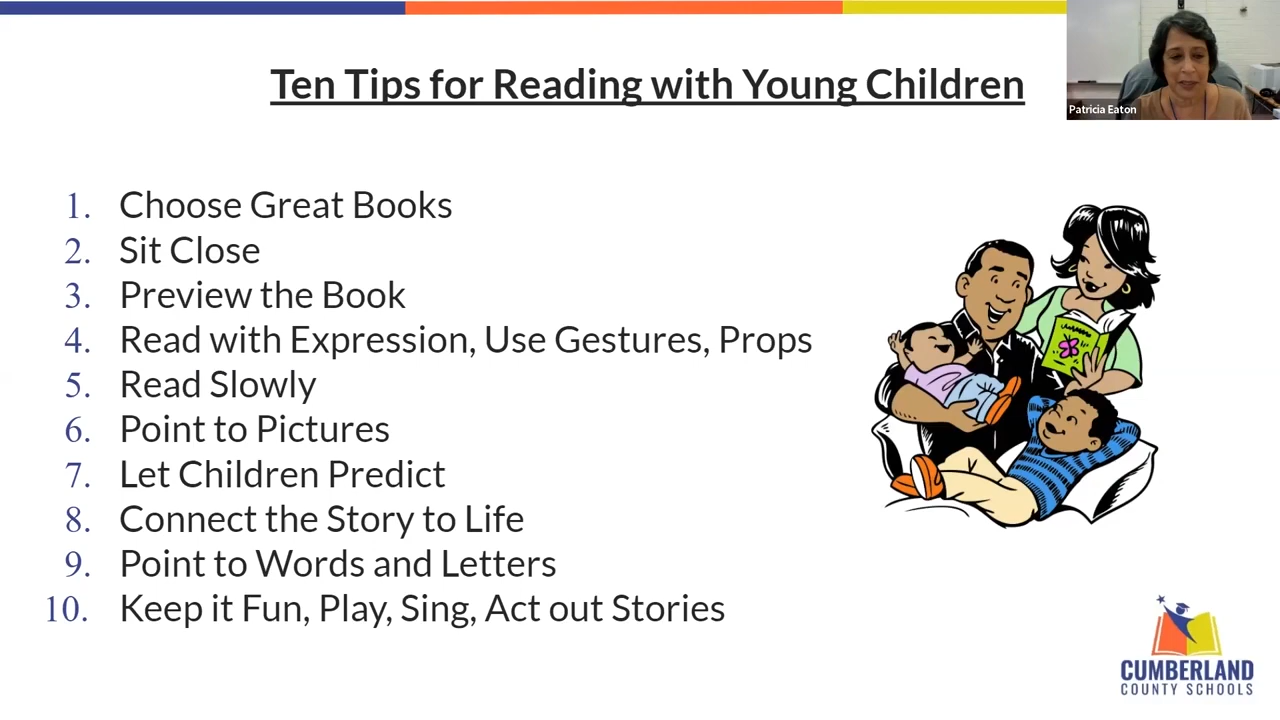 Ten Tips for Reading with Young Children
Patricia Eaton
1. Choose Great Books
2. Sit Close
3. Preview the Book
4. Read with Expression, Use Gestures, Props
5. Read Slowly
6. Point to Pictures
7. Let Children Predict
8. Connect the Story to Life
9. Point to Words and Letters
10. Keep it Fun, Play, Sing, Act out Stories
CUMBERLAND
COUNTY SCHOOLS